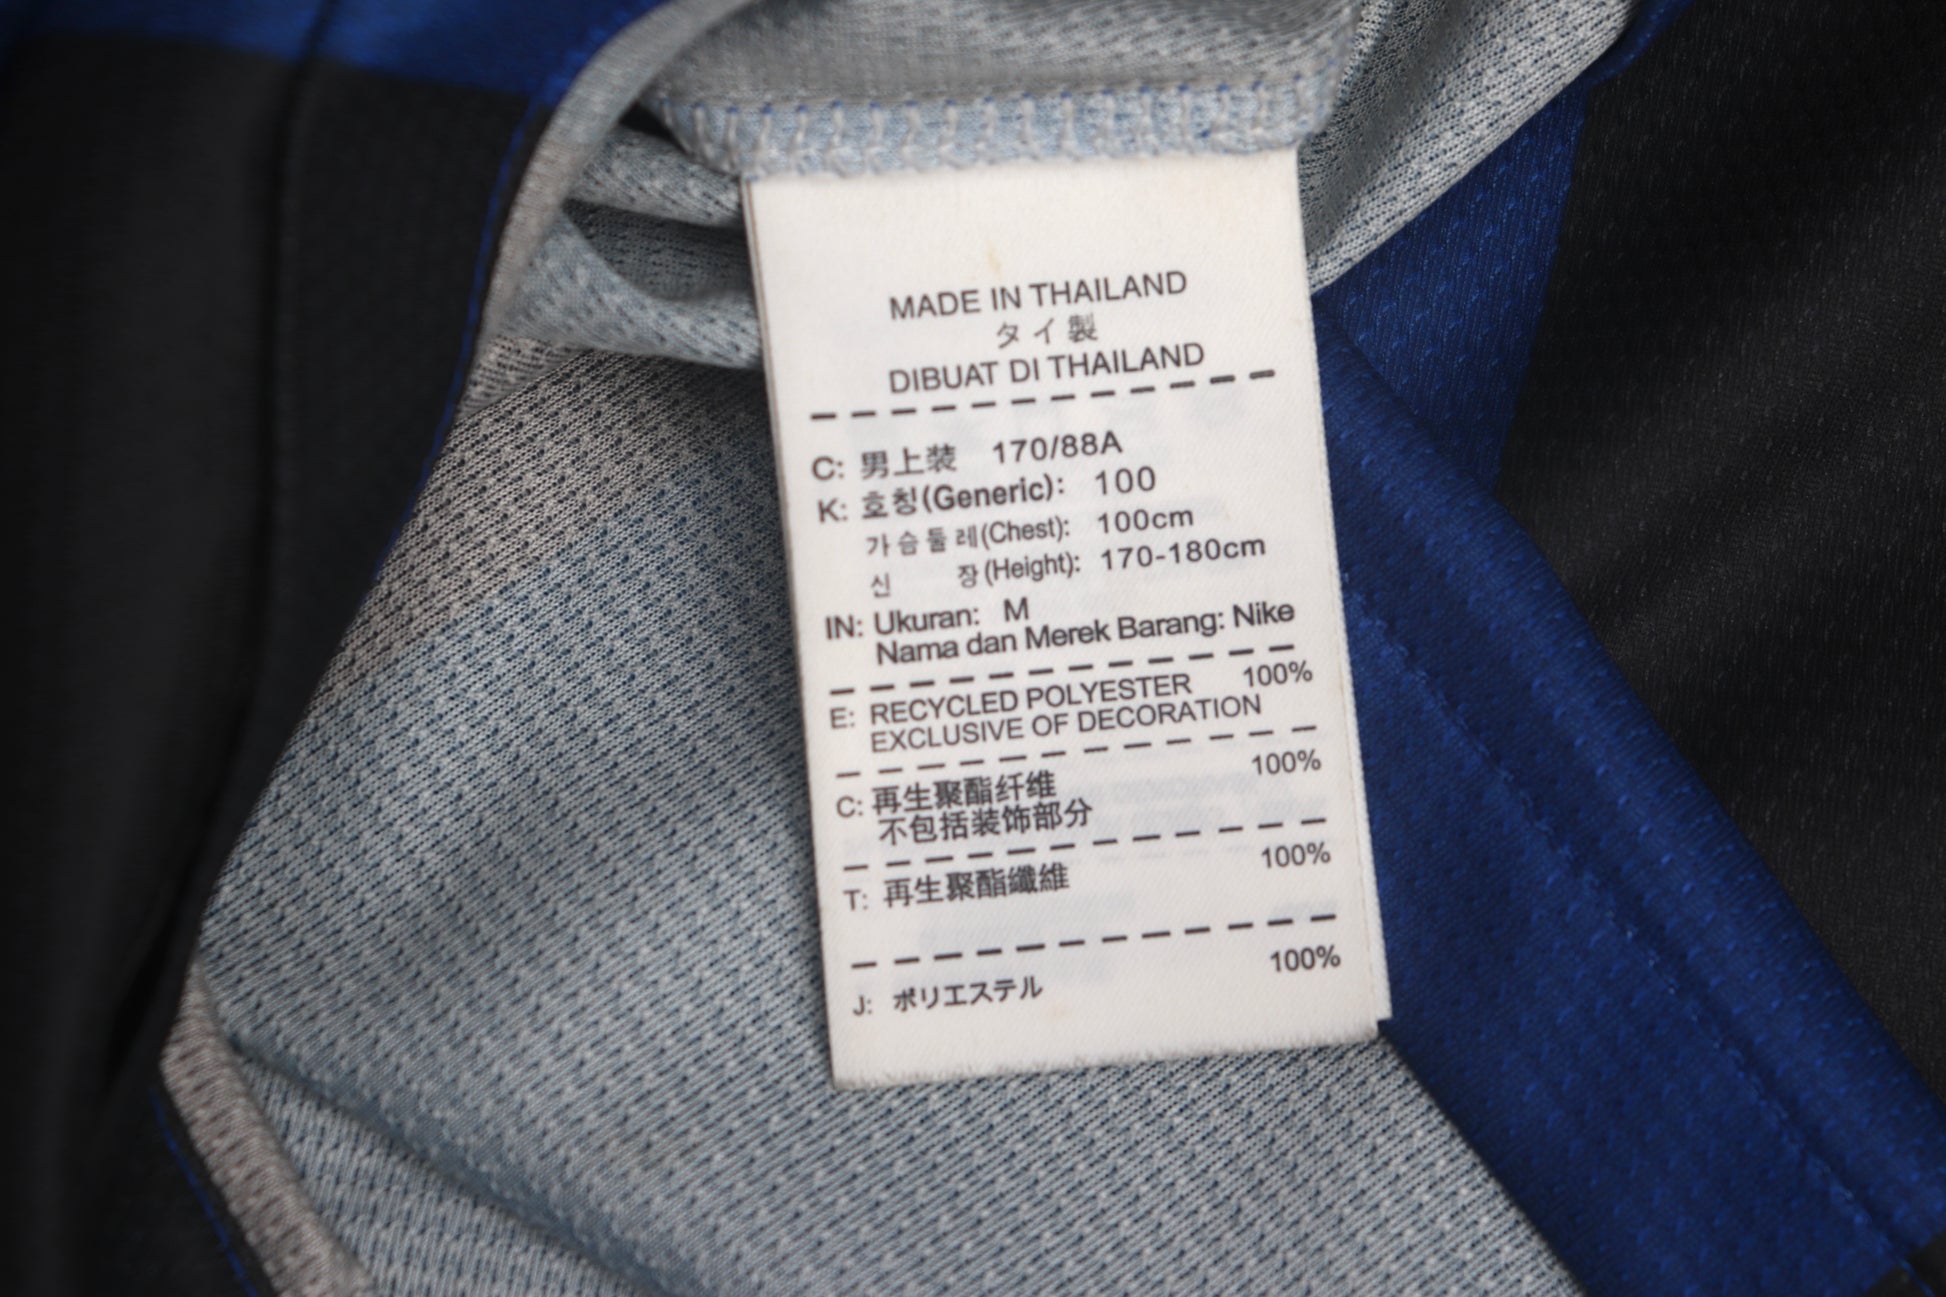 MADE IN THAILAND
タイ製
DIBUAT DI THAILAND
C: 男上装 170/88A
K: 호칭(Generic): 100
가슴둘레(Chest): 100cm
신 장(Height): 170-180cm
IN: Ukuran: M
Nama dan Merek Barang: Nike
E: RECYCLED POLYESTER 100%
EXCLUSIVE OF DECORATION
C: 再生聚酯纤维 100%
不包括装饰部分
T: 再生聚酯纖維 100%
J: ポリエステル 100%